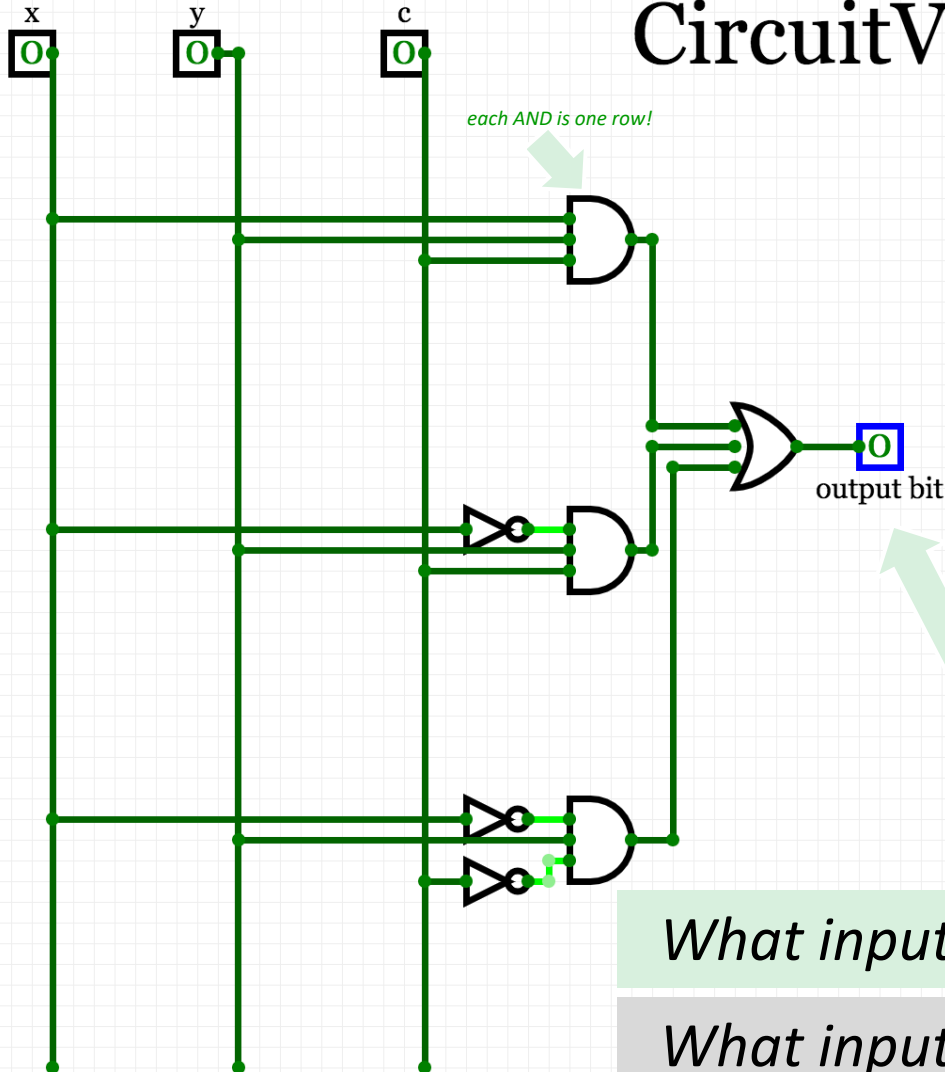 x y c
CircuitV
O O O
each AND is one row!
O
output bit
What input
What input